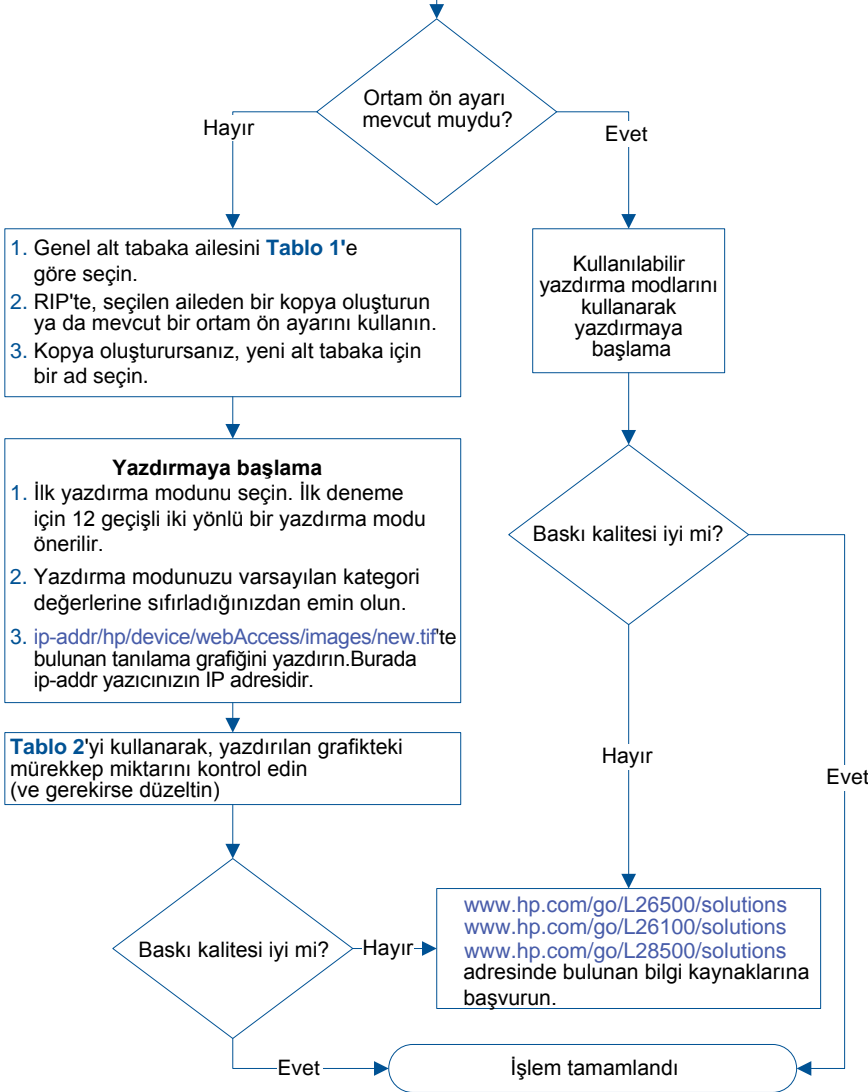 Ortam ön ayarı
mevcut muydu?
Hayır
Evet
1. Genel alt tabaka ailesini Tablo 1'e
göre seçin.
2. RIP'te, seçilen aileden bir kopya oluşturun
ya da mevcut bir ortam ön ayarını kullanın.
3. Kopya oluşturursanız, yeni alt tabaka için
bir ad seçin.
Kullanılabilir
yazdırma modlarını
kullanarak
yazdırmaya
başlama
Yazdırmaya başlama
1. İlk yazdırma modunu seçin. İlk deneme
için 12 geçişli iki yönlü bir yazdırma modu
önerilir.
2. Yazdırma modunuzu varsayılan kategori
değerlerine sıfırladığınızdan emin olun.
3. ip-addr/hp/device/webAccess/images/new.tif'te
bulunan tanılama grafiğini yazdırın.Burada
ip-addr yazıcınızın IP adresidir.
Baskı kalitesi iyi mi?
Tablo 2'yi kullanarak, yazdırılan grafikteki
mürekkep miktarını kontrol edin
(ve gerekirse düzeltin)
Hayır
Evet
Baskı kalitesi iyi mi?
Hayır
www.hp.com/go/L26500/solutions
www.hp.com/go/L26100/solutions
www.hp.com/go/L28500/solutions
adresinde bulunan bilgi kaynaklarına
başvurun.
Evet
İşlem tamamlandı